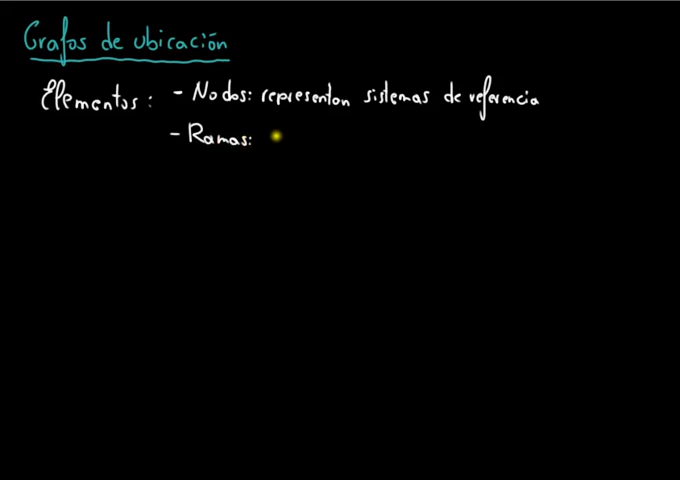 Grafos de ubicación
Elementos: - Nodos: representan sistemas de referencia
- Ramas: